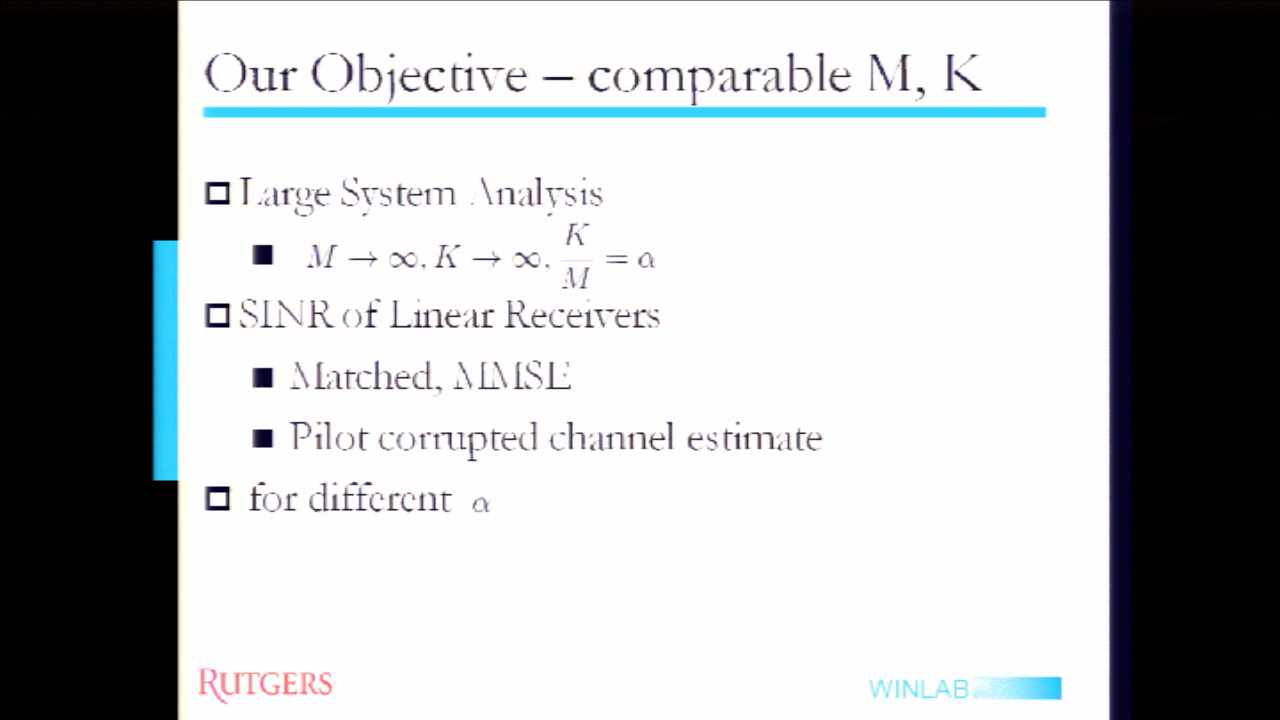 Our Objective – comparable M, K
Large System Analysis
M → ∞, K → ∞, K/M = α
SINR of Linear Receivers
Matched, MMSE
Pilot corrupted channel estimate
for different α
RUTGERS
WINLAB